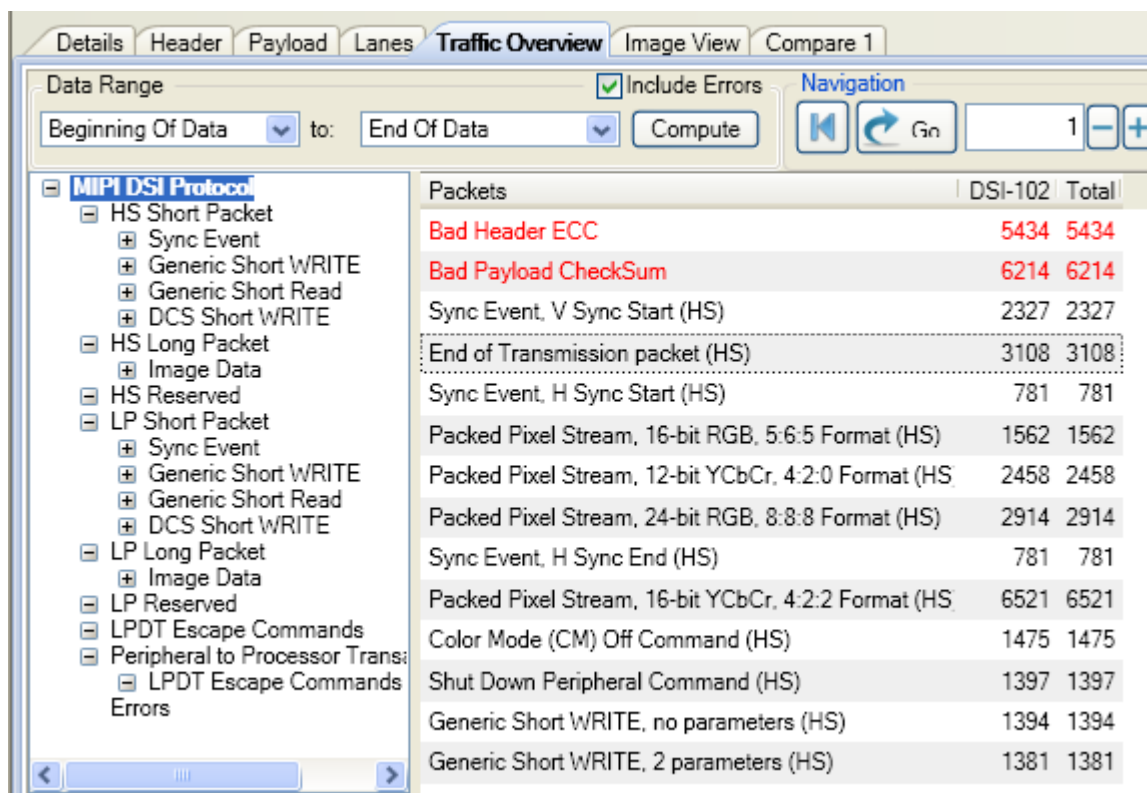 Details Header Payload Lanes Traffic Overview Image View Compare 1
Data Range Include Errors Navigation
Beginning Of Data to: End Of Data Compute Go 1
MIPI DSI Protocol
HS Short Packet
Sync Event
Generic Short WRITE
Generic Short Read
DCS Short WRITE
HS Long Packet
Image Data
HS Reserved
LP Short Packet
Sync Event
Generic Short WRITE
Generic Short Read
DCS Short WRITE
LP Long Packet
Image Data
LP Reserved
LPDT Escape Commands
Peripheral to Processor
LPDT Escape Commands
Errors
Packets DSI-102 Total
Bad Header ECC 5434 5434
Bad Payload CheckSum 6214 6214
Sync Event, V Sync Start (HS) 2327 2327
End of Transmission packet (HS) 3108 3108
Sync Event, H Sync Start (HS) 781 781
Packed Pixel Stream, 16-bit RGB, 5:6:5 Format (HS) 1562 1562
Packed Pixel Stream, 12-bit YCbCr, 4:2:0 Format (HS 2458 2458
Packed Pixel Stream, 24-bit RGB, 8:8:8 Format (HS) 2914 2914
Sync Event, H Sync End (HS) 781 781
Packed Pixel Stream, 16-bit YCbCr, 4:2:2 Format (HS 6521 6521
Color Mode (CM) Off Command (HS) 1475 1475
Shut Down Peripheral Command (HS) 1397 1397
Generic Short WRITE, no parameters (HS) 1394 1394
Generic Short WRITE, 2 parameters (HS) 1381 1381